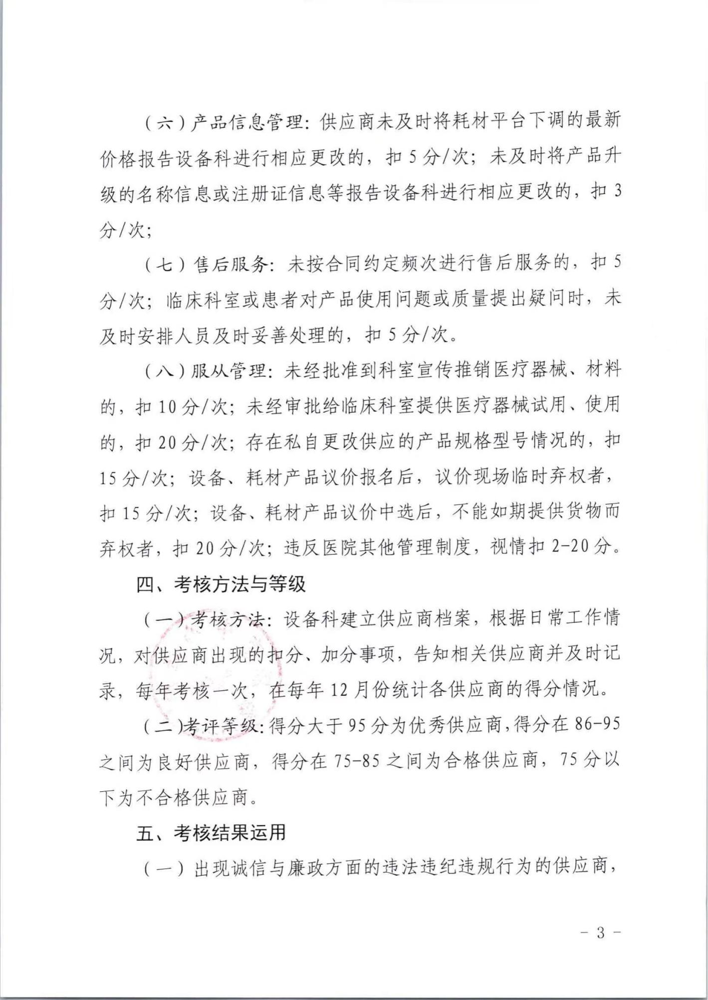 （六）产品信息管理：供应商未及时将耗材平台下调的最新
价格报告设备科进行相应更改的，扣 5 分/次；未及时将产品升
级的名称信息或注册证信息等报告设备科进行相应更改的，扣 3
分/次；
（七）售后服务：未按合同约定频次进行售后服务的，扣 5
分/次；临床科室或患者对产品使用问题或质量提出疑问时，未
及时安排人员及时妥善处理的，扣 5 分/次。
（八）服从管理：未经批准到科室宣传推销医疗器械、材料
的，扣 10 分/次；未经审批给临床科室提供医疗器械试用、使用
的，扣 20 分/次；存在私自更改供应的产品规格型号情况的，扣
15 分/次；设备、耗材产品议价报名后，议价现场临时弃权者，
扣 15 分/次；设备、耗材产品议价中选后，不能如期提供货物而
弃权者，扣 20 分/次；违反医院其他管理制度，视情扣 2-20 分。
四、考核方法与等级
（一）考核方法：设备科建立供应商档案，根据日常工作情
况，对供应商出现的扣分、加分事项，告知相关供应商并及时记
录，每年考核一次，在每年 12 月份统计各供应商的得分情况。
（二）考评等级：得分大于 95 分为优秀供应商，得分在 86-95
之间为良好供应商，得分在 75-85 之间为合格供应商，75 分以
下为不合格供应商。
五、考核结果运用
（一）出现诚信与廉政方面的违法违纪违规行为的供应商，
- 3 -